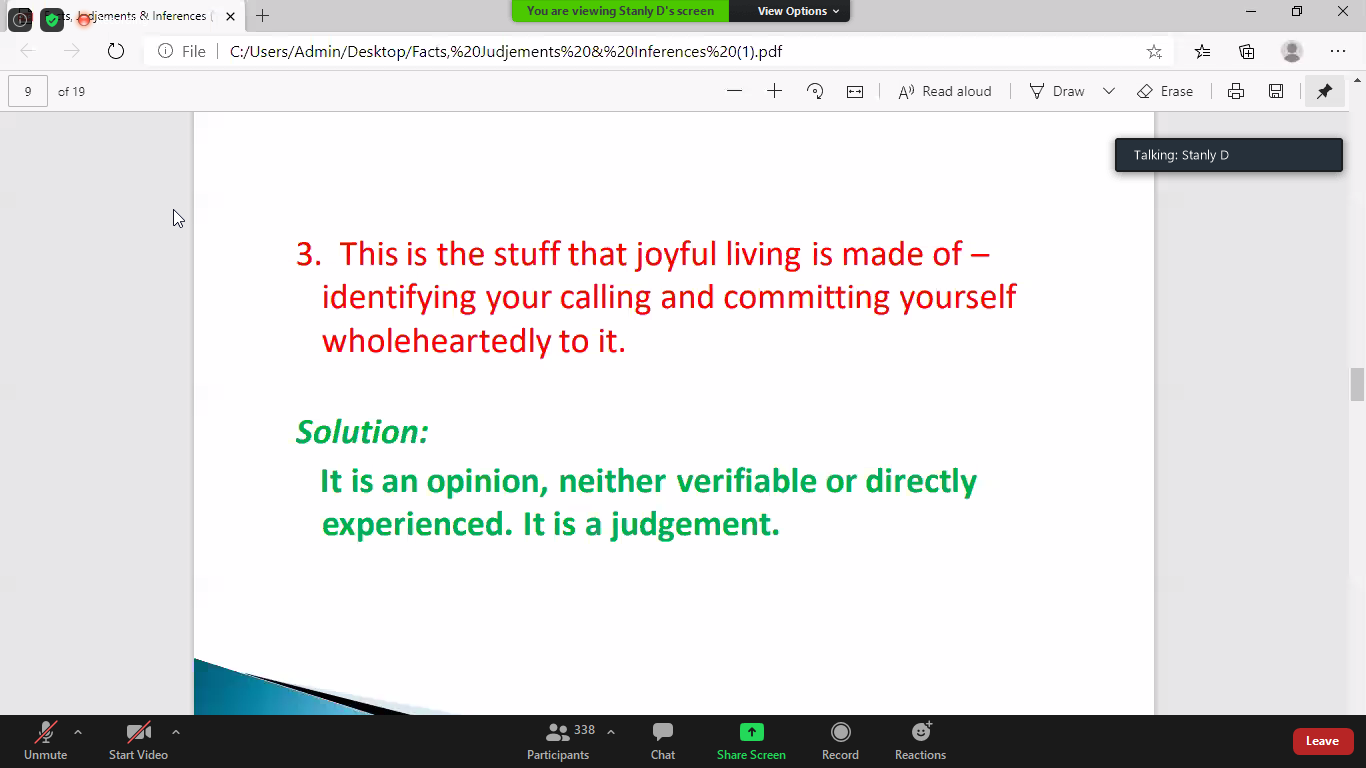 Facts, Judjements & Inferences (
You are viewing Stanly D's screen
View Options
File
C:/Users/Admin/Desktop/Facts,%20Judjements%20&%20Inferences%20(1).pdf
9
of 19
Read aloud
Draw
Erase
Talking: Stanly D
3. This is the stuff that joyful living is made of –
identifying your calling and committing yourself
wholeheartedly to it.
Solution:
It is an opinion, neither verifiable or directly
experienced. It is a judgement.
Unmute
Start Video
Participants
338
Chat
Share Screen
Record
Reactions
Leave